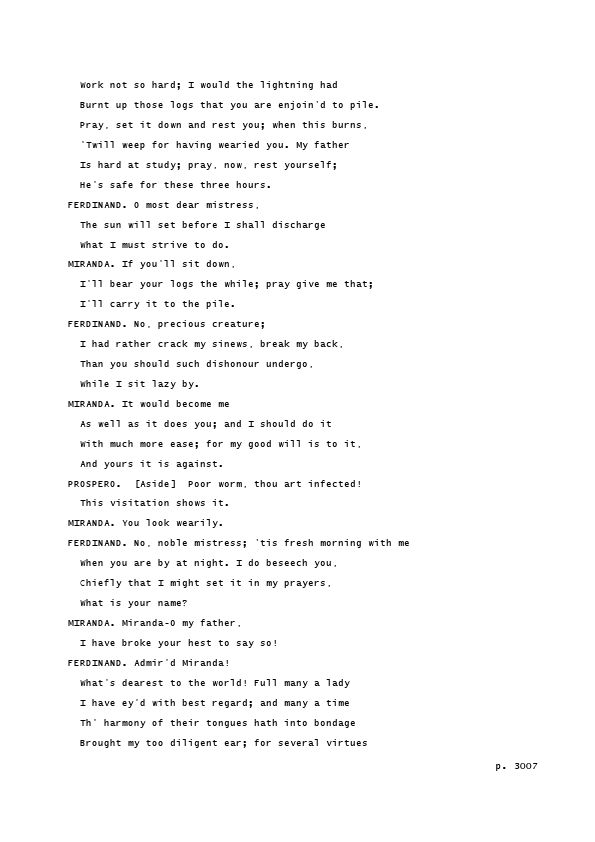 Work not so hard; I would the lightning had
Burnt up those logs that you are enjoin'd to pile.
Pray, set it down and rest you; when this burns,
'Twill weep for having wearied you. My father
Is hard at study; pray, now, rest yourself;
He's safe for these three hours.
FERDINAND. O most dear mistress,
The sun will set before I shall discharge
What I must strive to do.
MIRANDA. If you'll sit down,
I'll bear your logs the while; pray give me that;
I'll carry it to the pile.
FERDINAND. No, precious creature;
I had rather crack my sinews, break my back,
Than you should such dishonour undergo,
While I sit lazy by.
MIRANDA. It would become me
As well as it does you; and I should do it
With much more ease; for my good will is to it,
And yours it is against.
PROSPERO.  [Aside]  Poor worm, thou art infected!
This visitation shows it.
MIRANDA. You look wearily.
FERDINAND. No, noble mistress; 'tis fresh morning with me
When you are by at night. I do beseech you,
Chiefly that I might set it in my prayers,
What is your name?
MIRANDA. Miranda-O my father,
I have broke your hest to say so!
FERDINAND. Admir'd Miranda!
What's dearest to the world! Full many a lady
I have ey'd with best regard; and many a time
Th' harmony of their tongues hath into bondage
Brought my too diligent ear; for several virtues
p. 3007